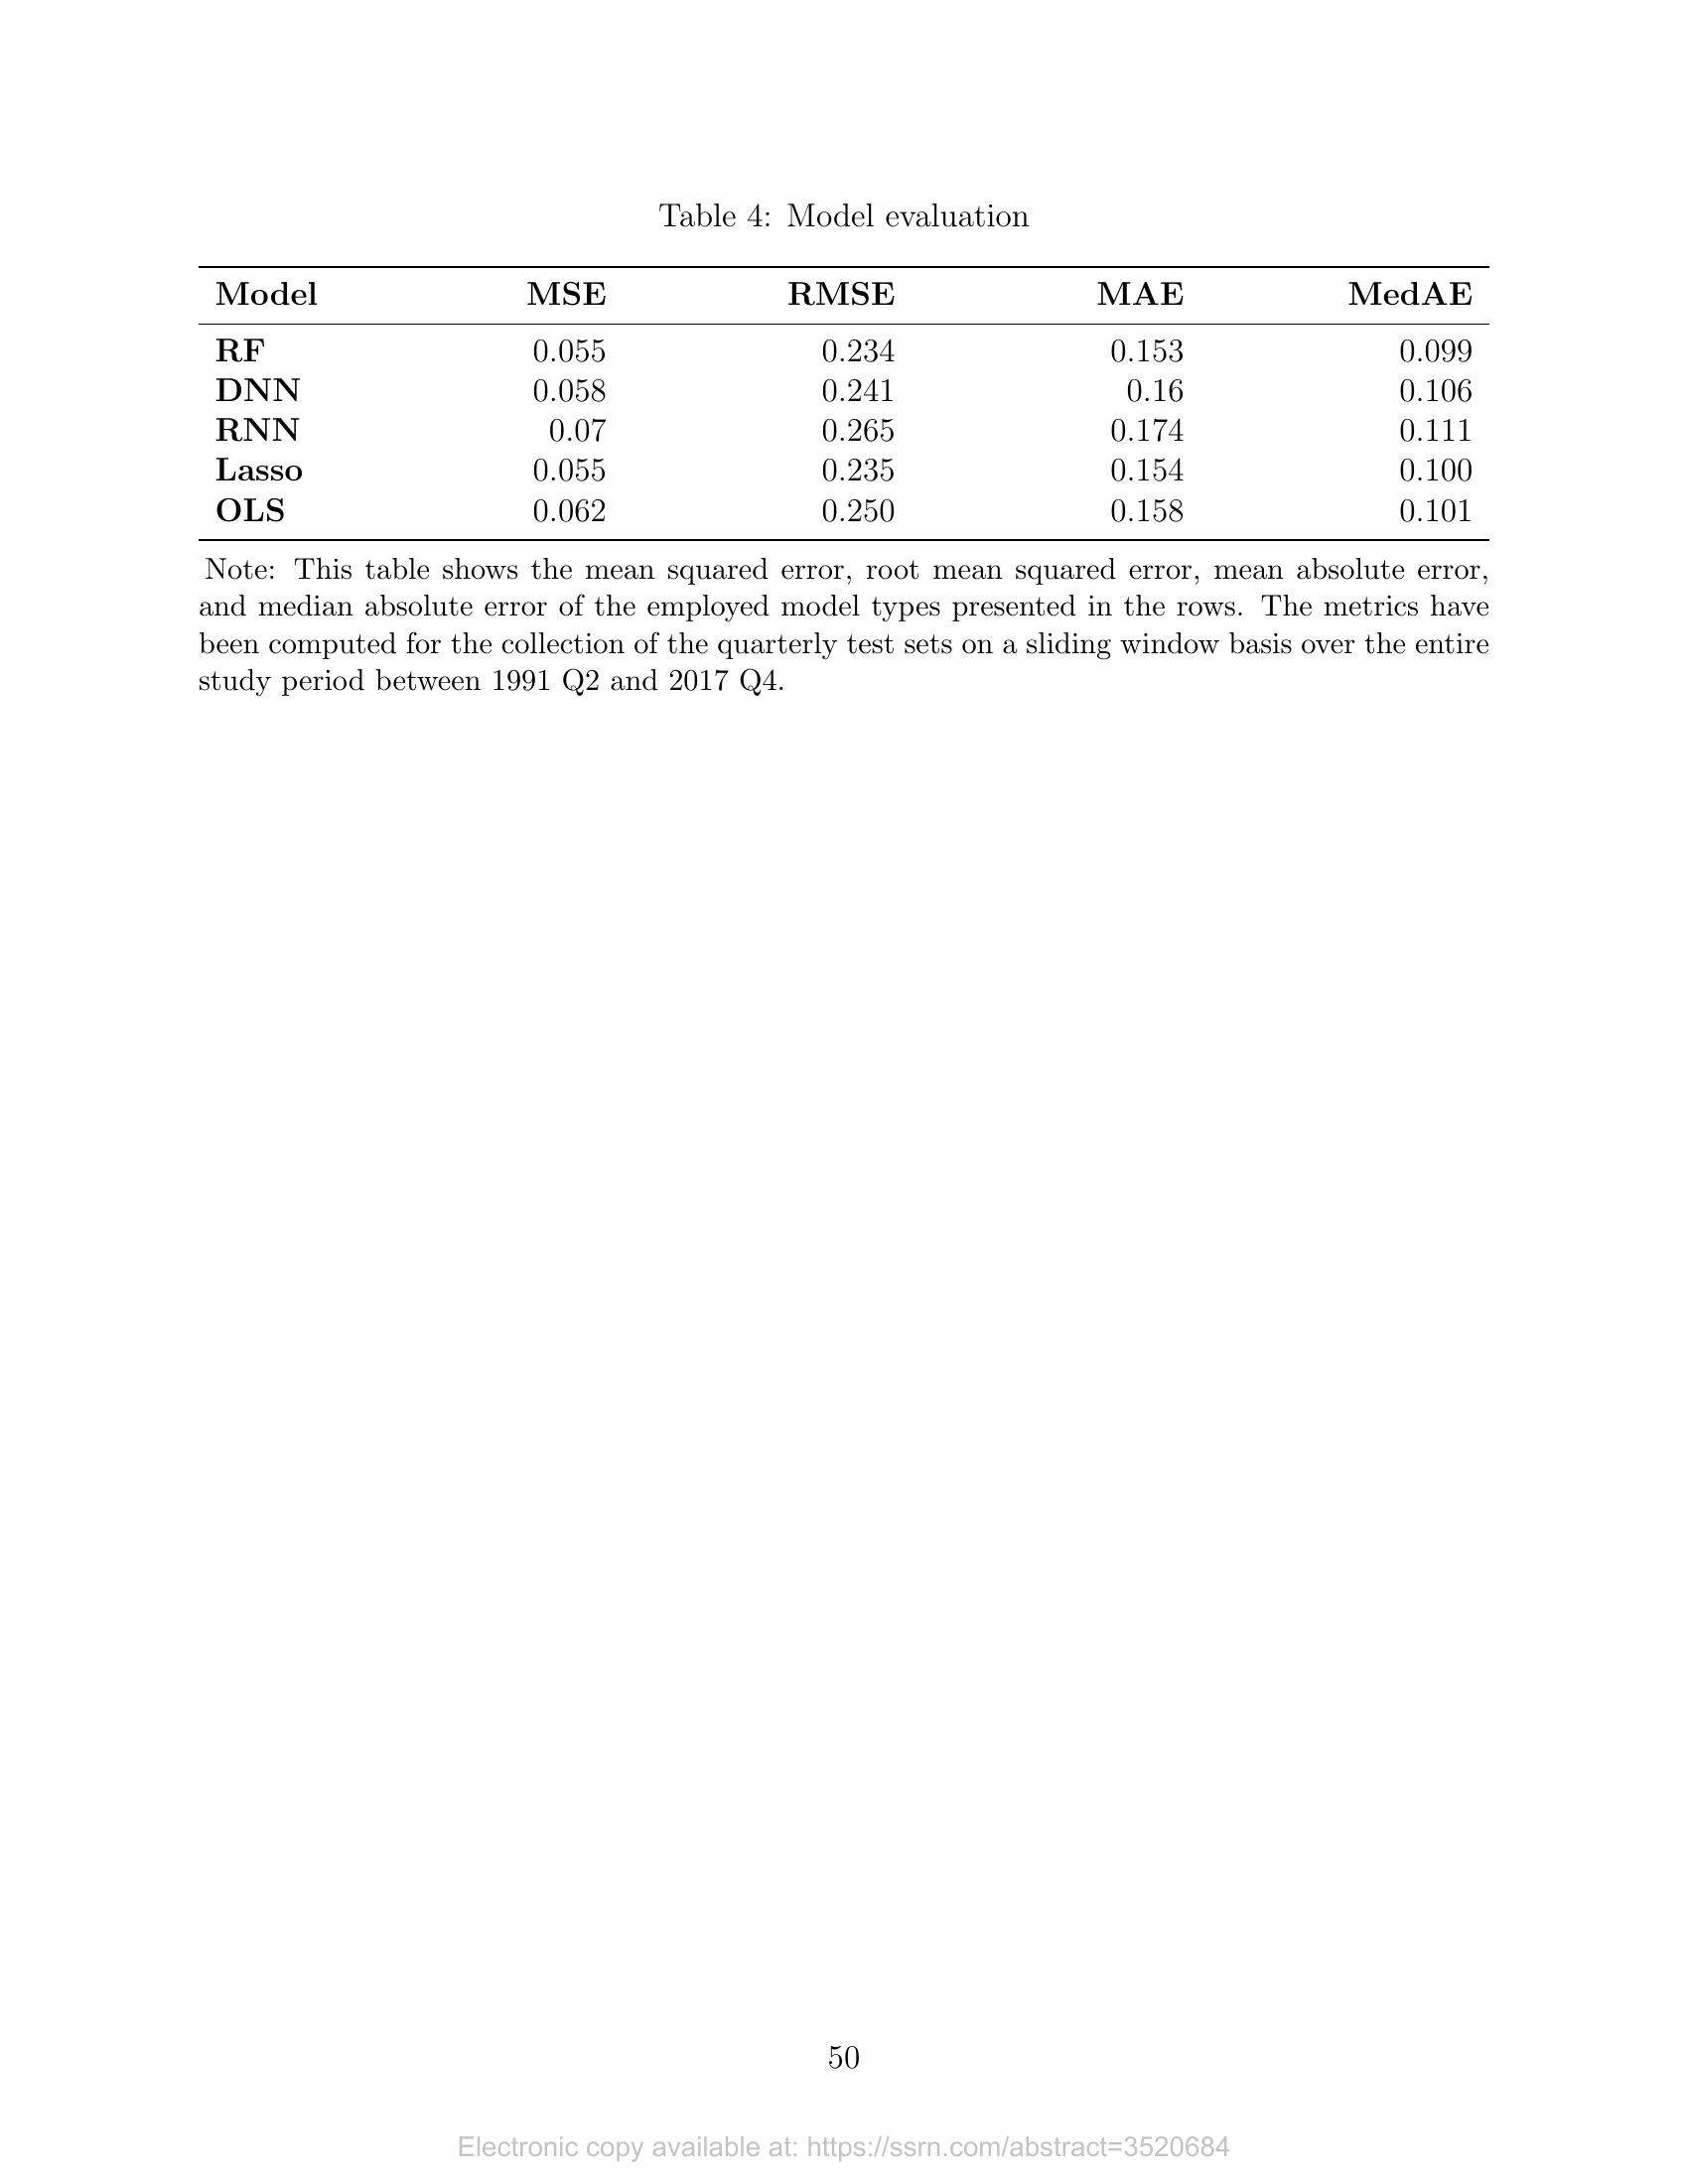 Table 4: Model evaluation
Model MSE RMSE MAE MedAE
RF 0.055 0.234 0.153 0.099
DNN 0.058 0.241 0.16 0.106
RNN 0.07 0.265 0.174 0.111
Lasso 0.055 0.235 0.154 0.100
OLS 0.062 0.250 0.158 0.101
Note: This table shows the mean squared error, root mean squared error, mean absolute error,
and median absolute error of the employed model types presented in the rows. The metrics have
been computed for the collection of the quarterly test sets on a sliding window basis over the entire
study period between 1991 Q2 and 2017 Q4.
50
Electronic copy available at: https://ssrn.com/abstract=3520684